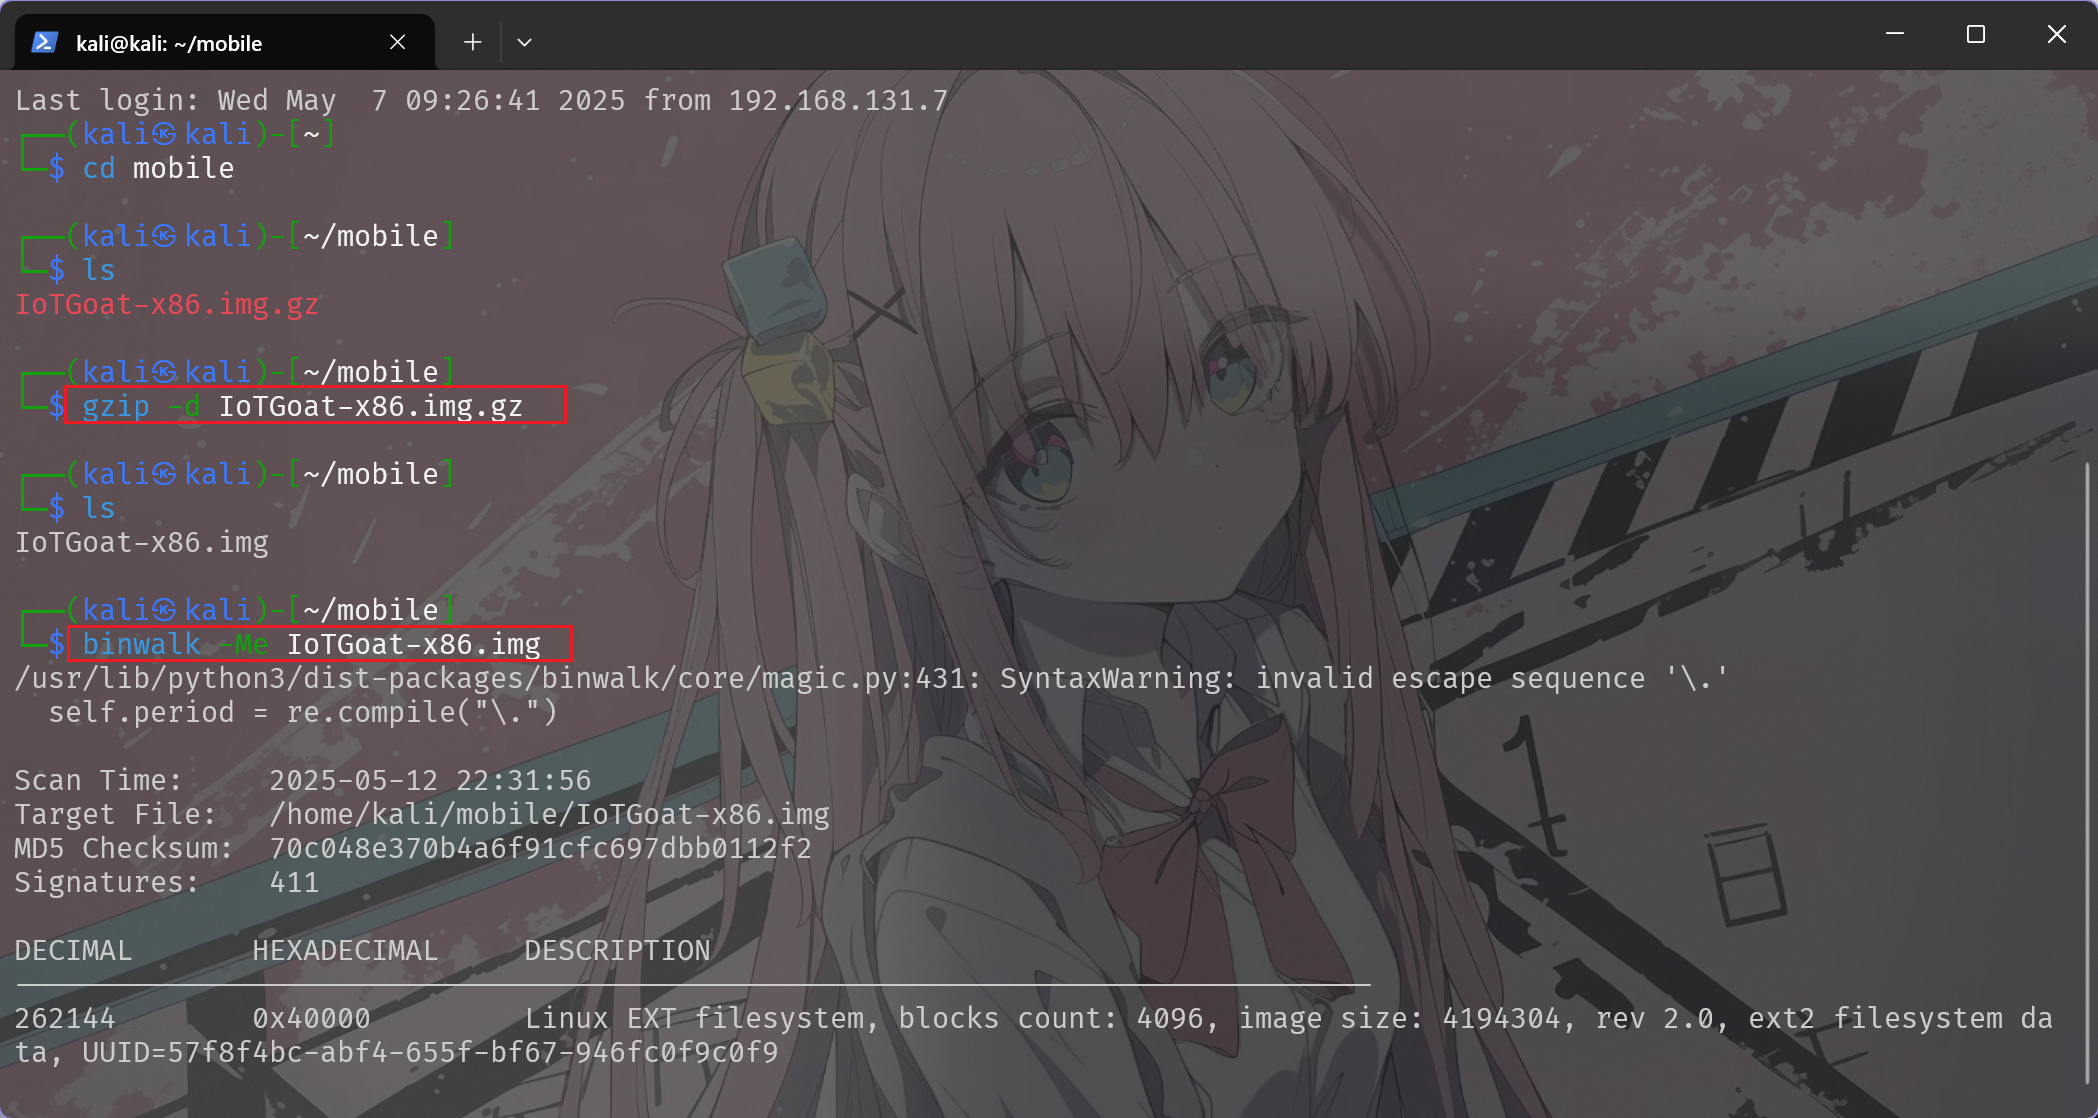 kali@kali: ~/mobile
Last login: Wed May  7 09:26:41 2025 from 192.168.131.7
┌──(kali㉿kali)-[~]
└─$ cd mobile
┌──(kali㉿kali)-[~/mobile]
└─$ ls
IoTGoat-x86.img.gz
┌──(kali㉿kali)-[~/mobile]
└─$ gzip -d IoTGoat-x86.img.gz
┌──(kali㉿kali)-[~/mobile]
└─$ ls
IoTGoat-x86.img
┌──(kali㉿kali)-[~/mobile]
└─$ binwalk -Me IoTGoat-x86.img
/usr/lib/python3/dist-packages/binwalk/core/magic.py:431: SyntaxWarning: invalid escape sequence '\.'
  self.period = re.compile("\.")
Scan Time:     2025-05-12 22:31:56
Target File:   /home/kali/mobile/IoTGoat-x86.img
MD5 Checksum:  70c048e370b4a6f91cfc697dbb0112f2
Signatures:    411
DECIMAL       HEXADECIMAL     DESCRIPTION
262144        0x40000         Linux EXT filesystem, blocks count: 4096, image size: 4194304, rev 2.0, ext2 filesystem da
ta, UUID=57f8f4bc-abf4-655f-bf67-946fc0f9c0f9